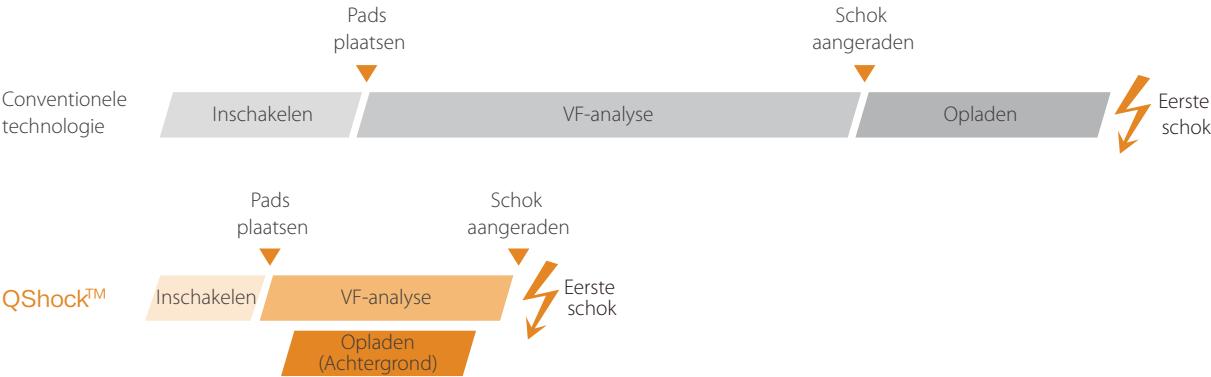 Pads
plaatsen
Schok
aangeraden
Conventionele
technologie
Inschakelen
VF-analyse
Opladen
Eerste
schok
Pads
plaatsen
Schok
aangeraden
QShock™
Inschakelen
VF-analyse
Eerste
schok
Opladen
(Achtergrond)